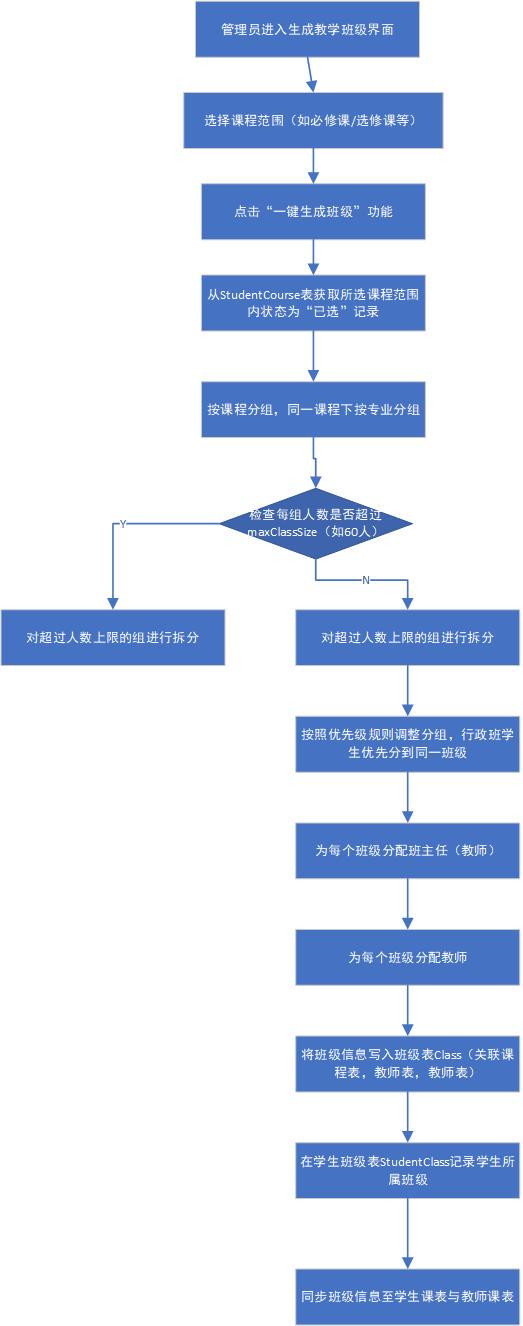 管理员进入生成教学班级界面
选择课程范围（如必修课/选修课等）
点击“一键生成班级”功能
从StudentCourse表获取所选课程范围
内状态为“已选”记录
按课程分组，同一课程下按专业分组
检查每组人数是否超过
maxClassSize（如60人）
Y
N
对超过人数上限的组进行拆分
对超过人数上限的组进行拆分
按照优先级规则调整分组，行政班学
生优先分到同一班级
为每个班级分配班主任（教师）
为每个班级分配教师
将班级信息写入班级表Class（关联课
程表，教师表，教师表）
在学生班级表StudentClass记录学生所
属班级
同步班级信息至学生课表与教师课表